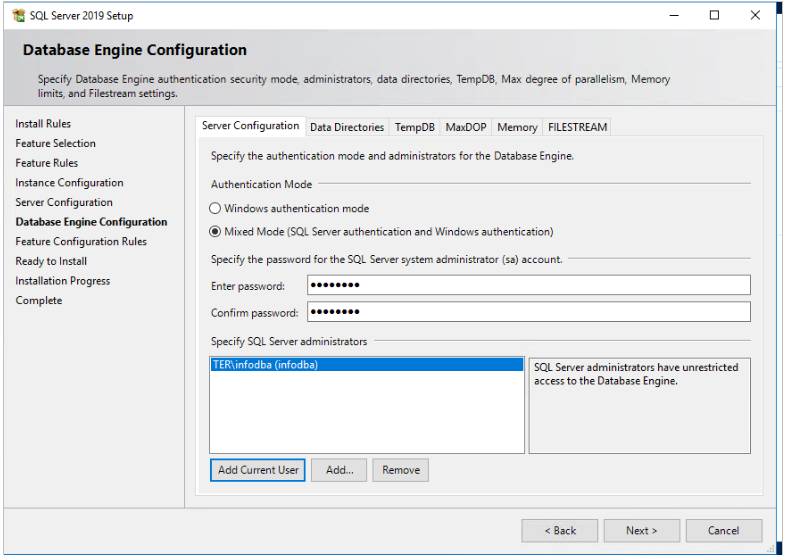 SQL Server 2019 Setup
Database Engine Configuration
Specify Database Engine authentication security mode, administrators, data directories, TempDB, Max degree of parallelism, Memory
limits, and Filestream settings.
Install Rules
Feature Selection
Feature Rules
Instance Configuration
Server Configuration
Database Engine Configuration
Feature Configuration Rules
Ready to Install
Installation Progress
Complete
Server Configuration Data Directories TempDB MaxDOP Memory FILESTREAM
Specify the authentication mode and administrators for the Database Engine.
Authentication Mode
Windows authentication mode
Mixed Mode (SQL Server authentication and Windows authentication)
Specify the password for the SQL Server system administrator (sa) account.
Enter password: ●●●●●●●●
Confirm password: ●●●●●●●●
Specify SQL Server administrators
TER\infodba (infodba)
SQL Server administrators have unrestricted
access to the Database Engine.
Add Current User Add... Remove
< Back Next > Cancel